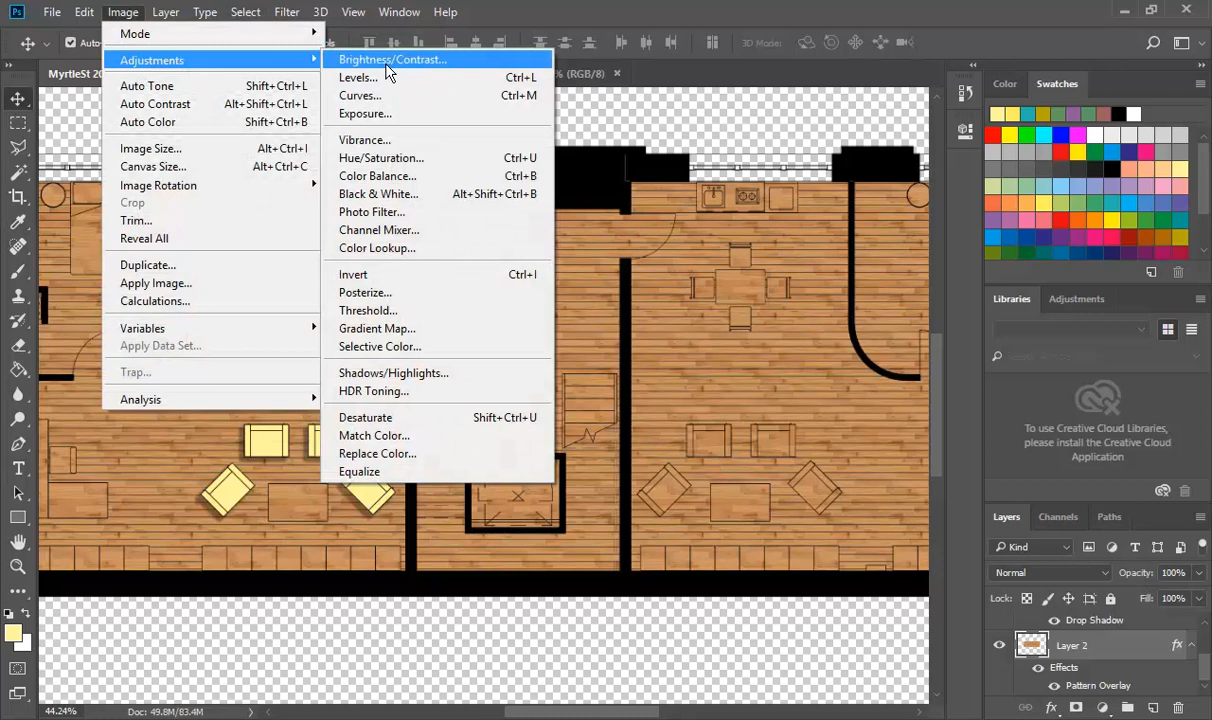 Ps File Edit Image Layer Type Select Filter 3D View Window Help
Auto- 3D Mode:
MyrtleSt 20 % (RGB/8) ×
Mode
Adjustments
Auto Tone Shift+Ctrl+L
Auto Contrast Alt+Shift+Ctrl+L
Auto Color Shift+Ctrl+B
Image Size... Alt+Ctrl+I
Canvas Size... Alt+Ctrl+C
Image Rotation
Crop
Trim...
Reveal All
Duplicate...
Apply Image...
Calculations...
Variables
Apply Data Set...
Trap...
Analysis
Brightness/Contrast...
Levels... Ctrl+L
Curves... Ctrl+M
Exposure...
Vibrance...
Hue/Saturation... Ctrl+U
Color Balance... Ctrl+B
Black & White... Alt+Shift+Ctrl+B
Photo Filter...
Channel Mixer...
Color Lookup...
Invert Ctrl+I
Posterize...
Threshold...
Gradient Map...
Selective Color...
Shadows/Highlights...
HDR Toning...
Desaturate Shift+Ctrl+U
Match Color...
Replace Color...
Equalize
Color Swatches
Libraries Adjustments
To use Creative Cloud Libraries,
please install the Creative Cloud
Application
Layers Channels Paths
Kind
Normal Opacity: 100%
Lock: Fill: 100%
Drop Shadow
Layer 2 fx
Effects
Pattern Overlay
fx
44.24% Doc: 49.8M/83.4M